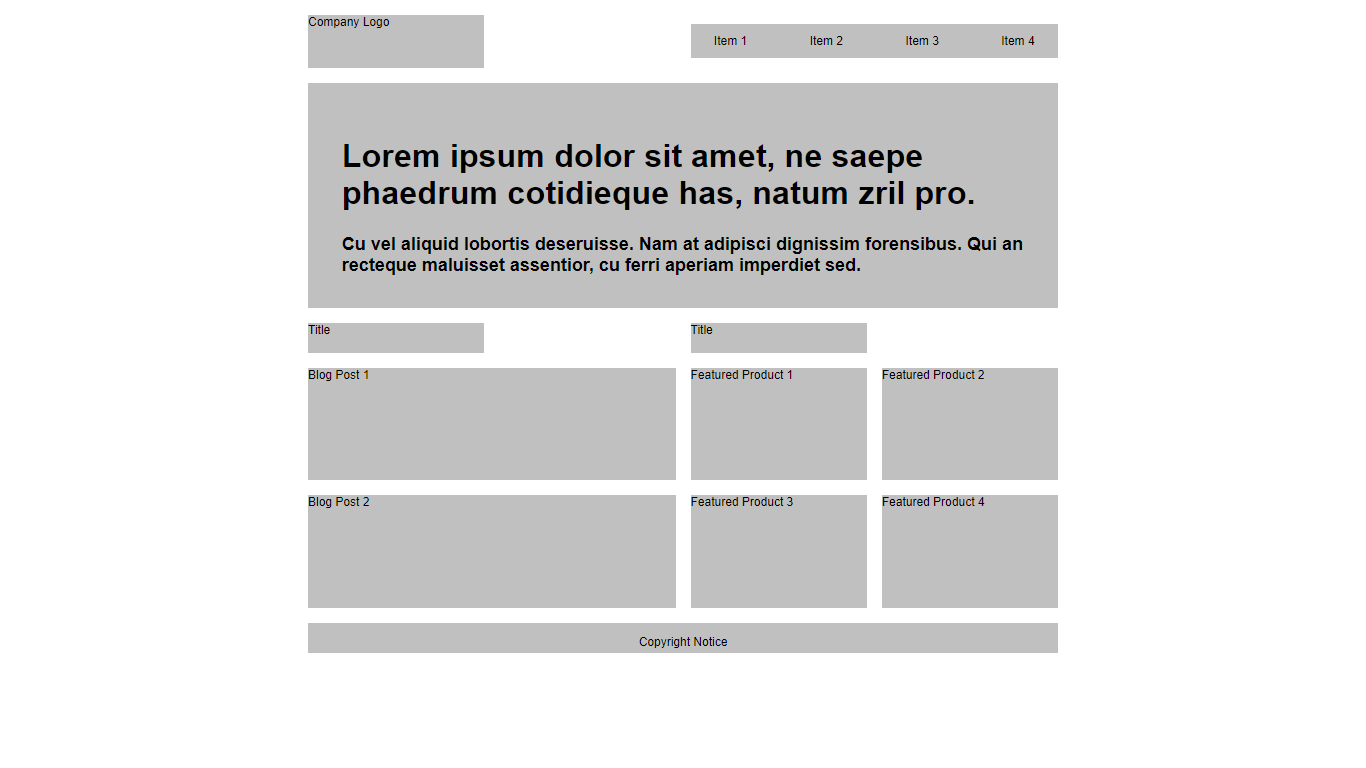 Company Logo
Item 1 Item 2 Item 3 Item 4
Lorem ipsum dolor sit amet, ne saepe
phaedrum cotidieque has, natum zril pro.
Cu vel aliquid lobortis deseruisse. Nam at adipisci dignissim forensibus. Qui an
recteque maluisset assentior, cu ferri aperiam imperdiet sed.
Title
Title
Blog Post 1
Featured Product 1
Featured Product 2
Blog Post 2
Featured Product 3
Featured Product 4
Copyright Notice